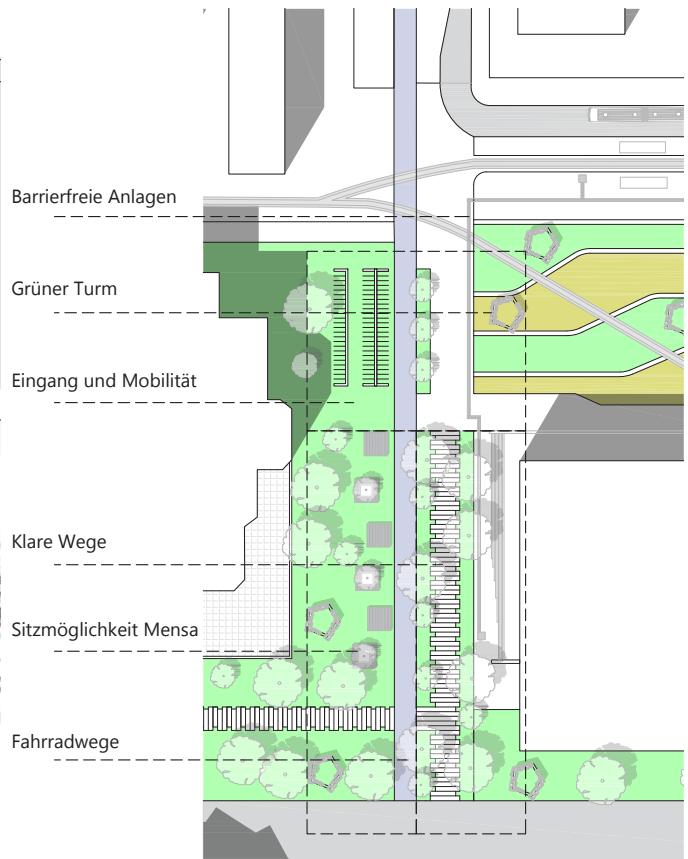 Barrierfreie Anlagen
Grüner Turm
Eingang und Mobilität
Klare Wege
Sitzmöglichkeit Mensa
Fahrradwege